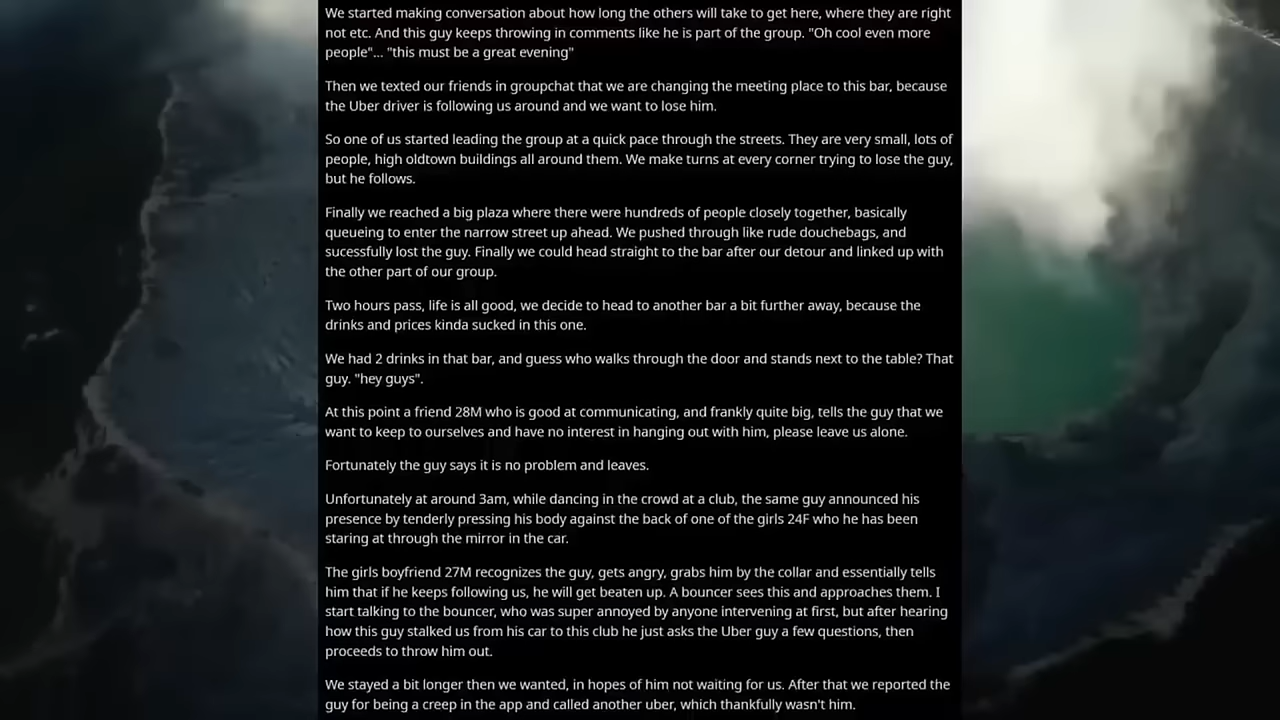 We started making conversation about how long the others will take to get here, where they are right
not etc. And this guy keeps throwing in comments like he is part of the group. "Oh cool even more
people"... "this must be a great evening"
Then we texted our friends in groupchat that we are changing the meeting place to this bar, because
the Uber driver is following us around and we want to lose him.
So one of us started leading the group at a quick pace through the streets. They are very small, lots of
people, high oldtown buildings all around them. We make turns at every corner trying to lose the guy,
but he follows.
Finally we reached a big plaza where there were hundreds of people closely together, basically
queueing to enter the narrow street up ahead. We pushed through like rude douchebags, and
sucessfully lost the guy. Finally we could head straight to the bar after our detour and linked up with
the other part of our group.
Two hours pass, life is all good, we decide to head to another bar a bit further away, because the
drinks and prices kinda sucked in this one.
We had 2 drinks in that bar, and guess who walks through the door and stands next to the table? That
guy. "hey guys".
At this point a friend 28M who is good at communicating, and frankly quite big, tells the guy that we
want to keep to ourselves and have no interest in hanging out with him, please leave us alone.
Fortunately the guy says it is no problem and leaves.
Unfortunately at around 3am, while dancing in the crowd at a club, the same guy announced his
presence by tenderly pressing his body against the back of one of the girls 24F who he has been
staring at through the mirror in the car.
The girls boyfriend 27M recognizes the guy, gets angry, grabs him by the collar and essentially tells
him that if he keeps following us, he will get beaten up. A bouncer sees this and approaches them. I
start talking to the bouncer, who was super annoyed by anyone intervening at first, but after hearing
how this guy stalked us from his car to this club he just asks the Uber guy a few questions, then
proceeds to throw him out.
We stayed a bit longer then we wanted, in hopes of him not waiting for us. After that we reported the
guy for being a creep in the app and called another uber, which thankfully wasn't him.